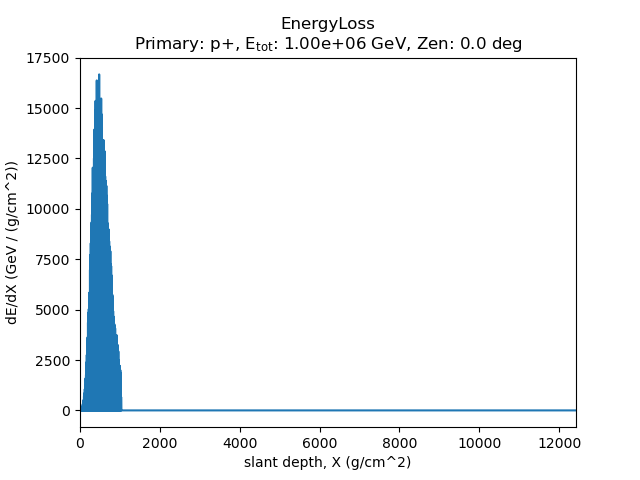 EnergyLoss
Primary: p+, E_tot: 1.00e+06 GeV, Zen: 0.0 deg
17500
15000
12500
10000
7500
5000
2500
0
dE/dX (GeV / (g/cm^2))
0 2000 4000 6000 8000 10000 12000
slant depth, X (g/cm^2)